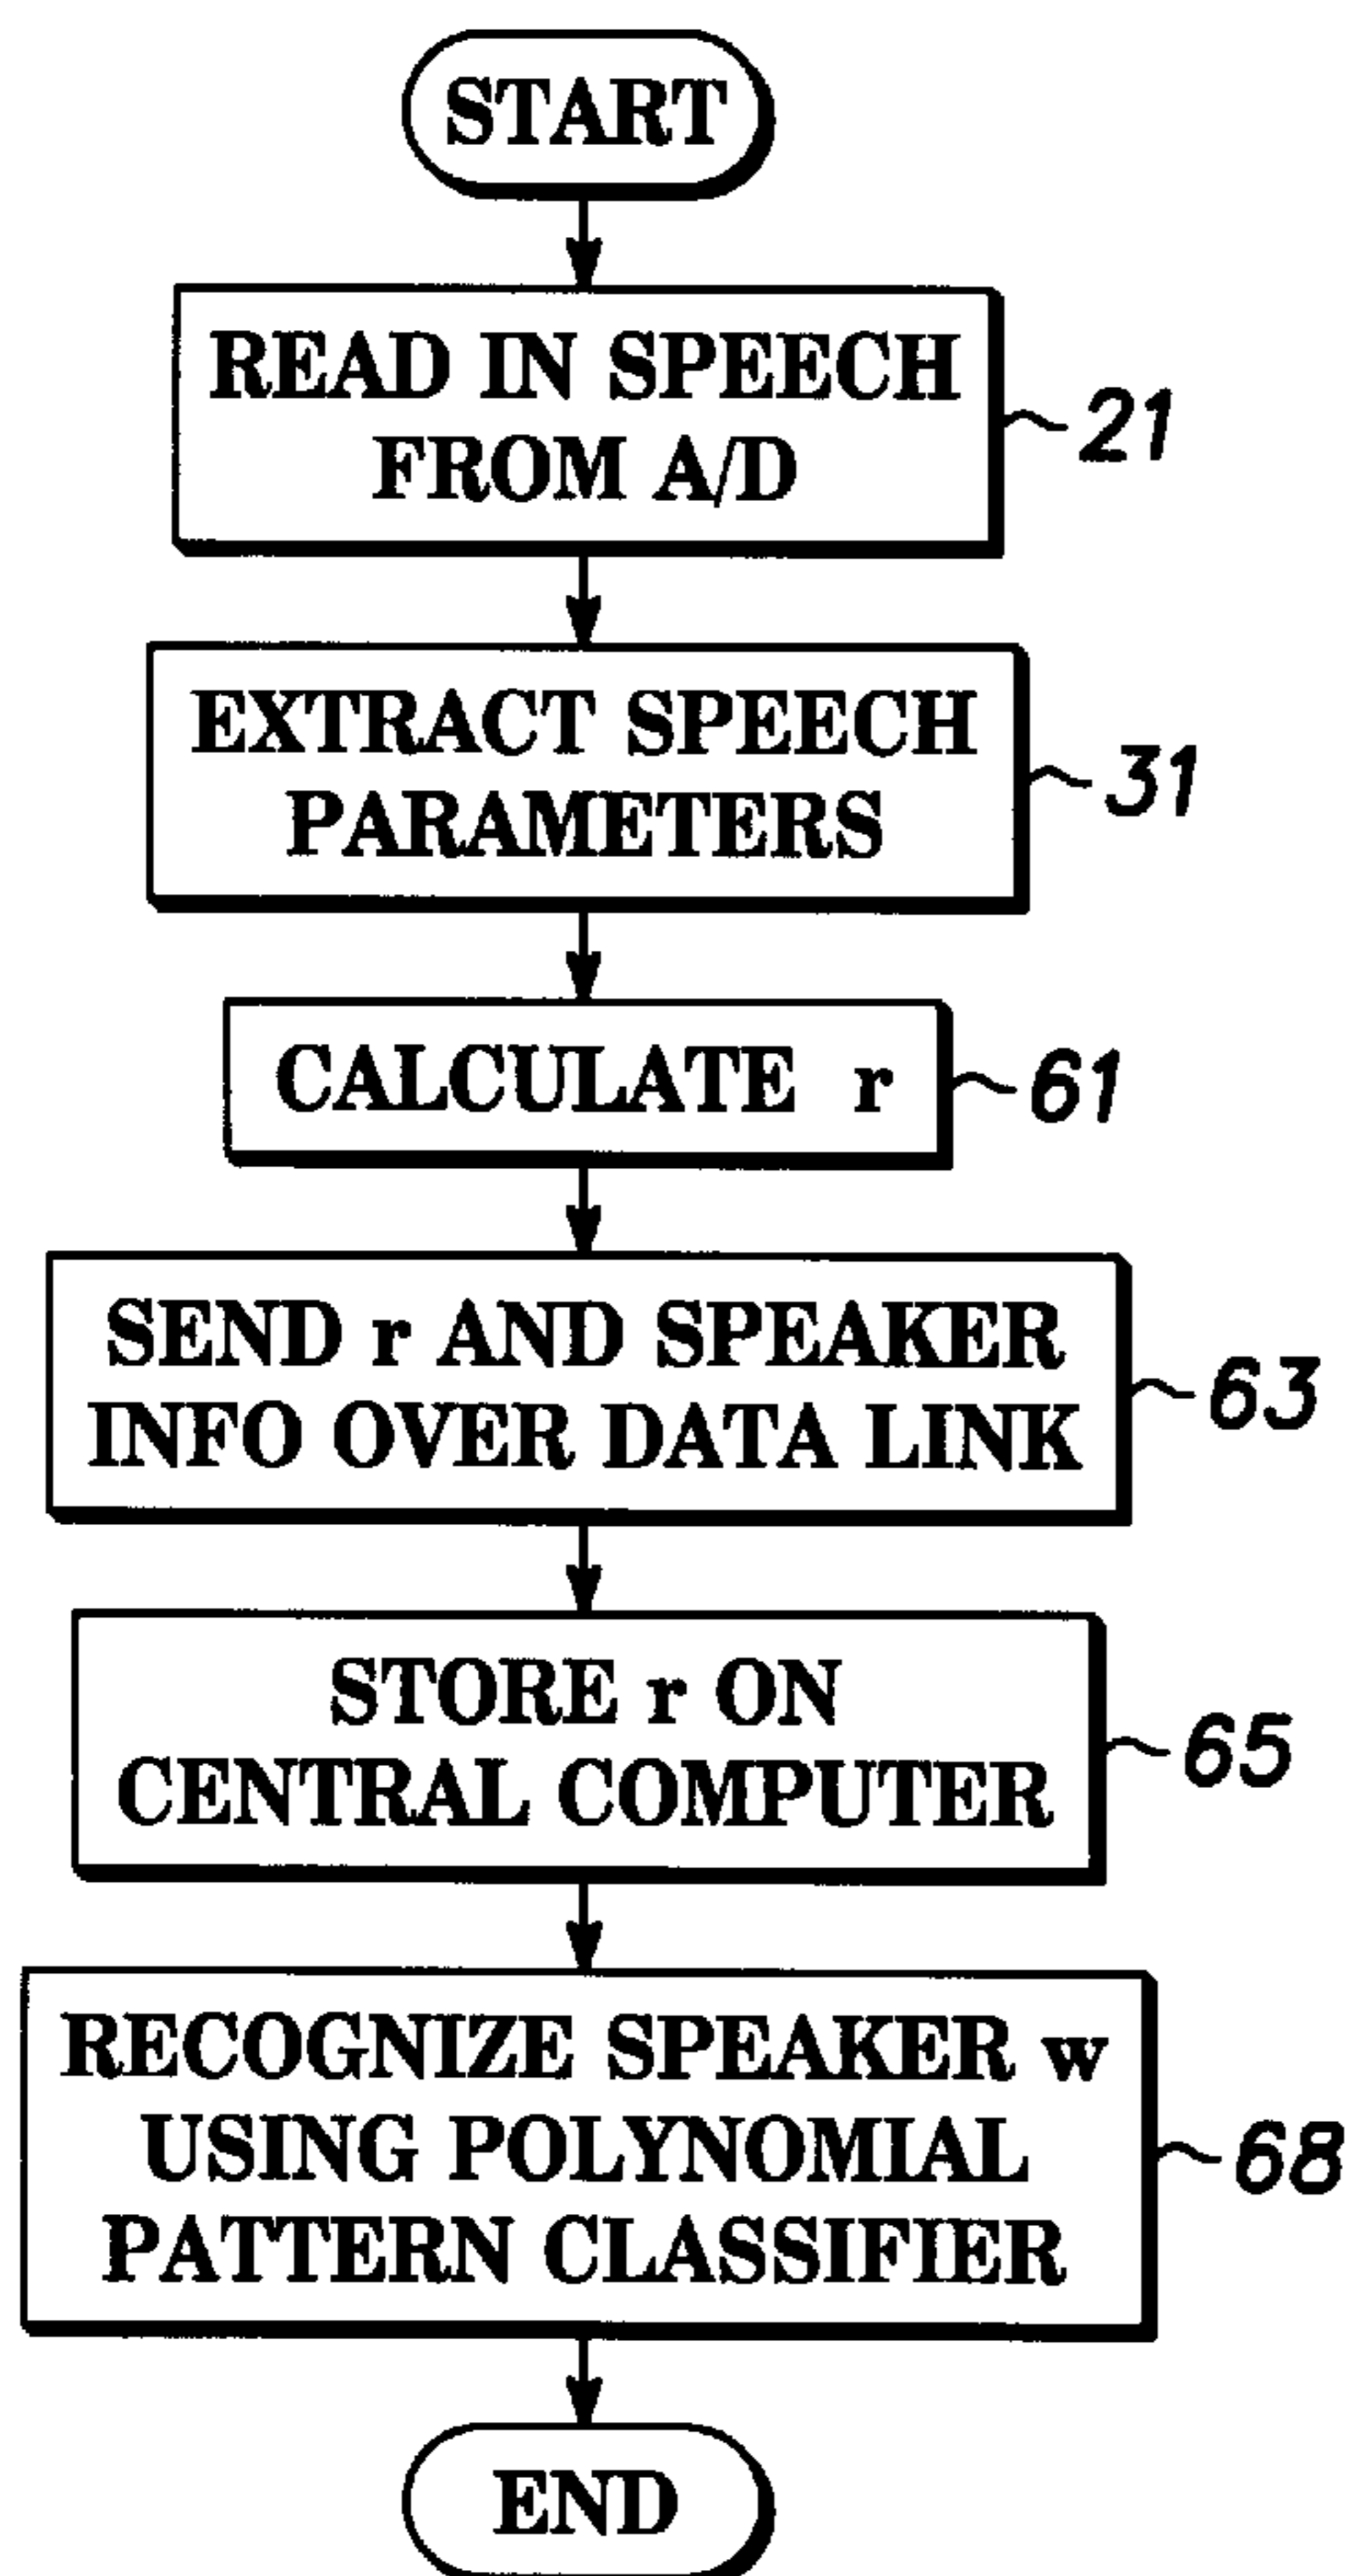 START
READ IN SPEECH
FROM A/D
21
EXTRACT SPEECH
PARAMETERS
31
CALCULATE r
61
SEND r AND SPEAKER
INFO OVER DATA LINK
63
STORE r ON
CENTRAL COMPUTER
65
RECOGNIZE SPEAKER w
USING POLYNOMIAL
PATTERN CLASSIFIER
68
END